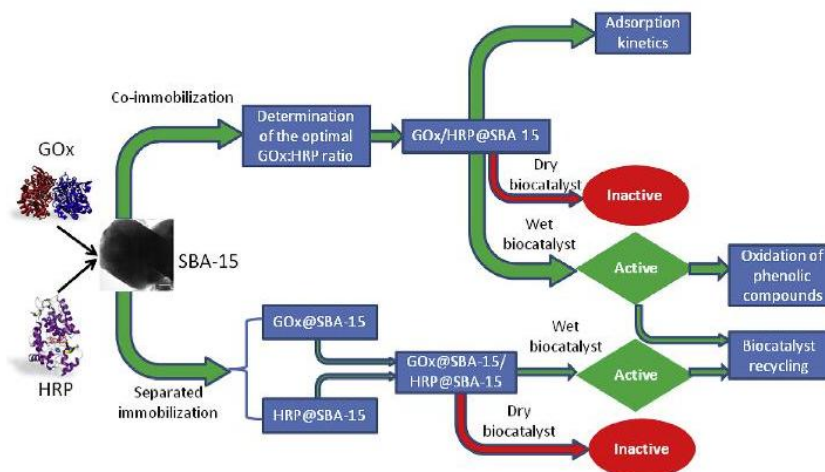 Adsorption
kinetics
Co-immobilization
Determination
of the optimal
GOx:HRP ratio
GOx/HRP@SBA-15
GOx
Dry
biocatalyst
Inactive
Wet
biocatalyst
SBA-15
Active
Oxidation of
phenolic
compounds
HRP
Separated
immobilization
GOx@SBA-15
HRP@SBA-15
GOx@SBA-15/
HRP@SBA-15
Wet
biocatalyst
Active
Biocatalyst
recycling
Dry
biocatalyst
Inactive